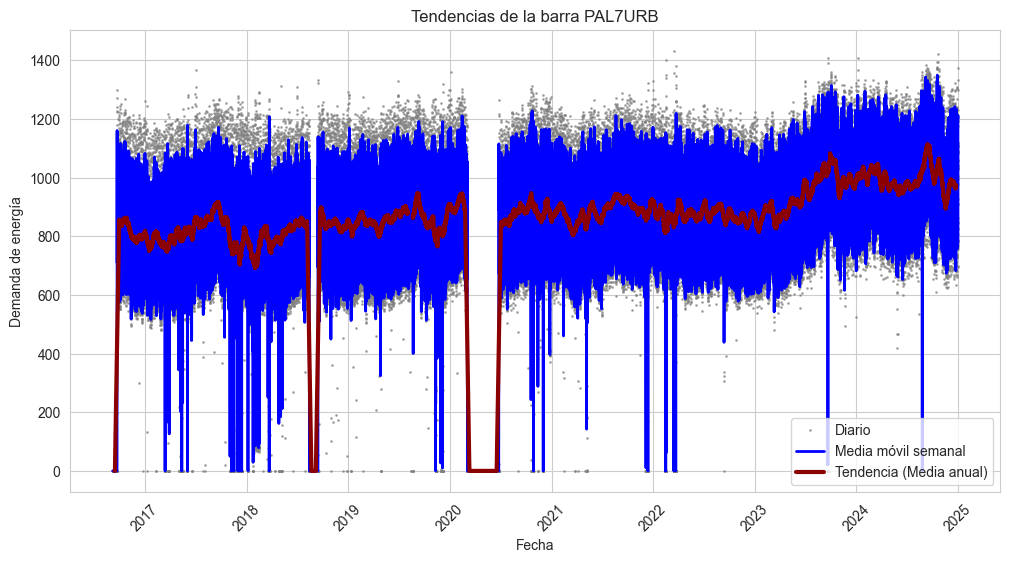 Tendencias de la barra PAL7URB
Demanda de energía
1400
1200
1000
800
600
400
200
0
Diario
Media móvil semanal
Tendencia (Media anual)
2017
2018
2019
2020
2021
2022
2023
2024
2025
Fecha